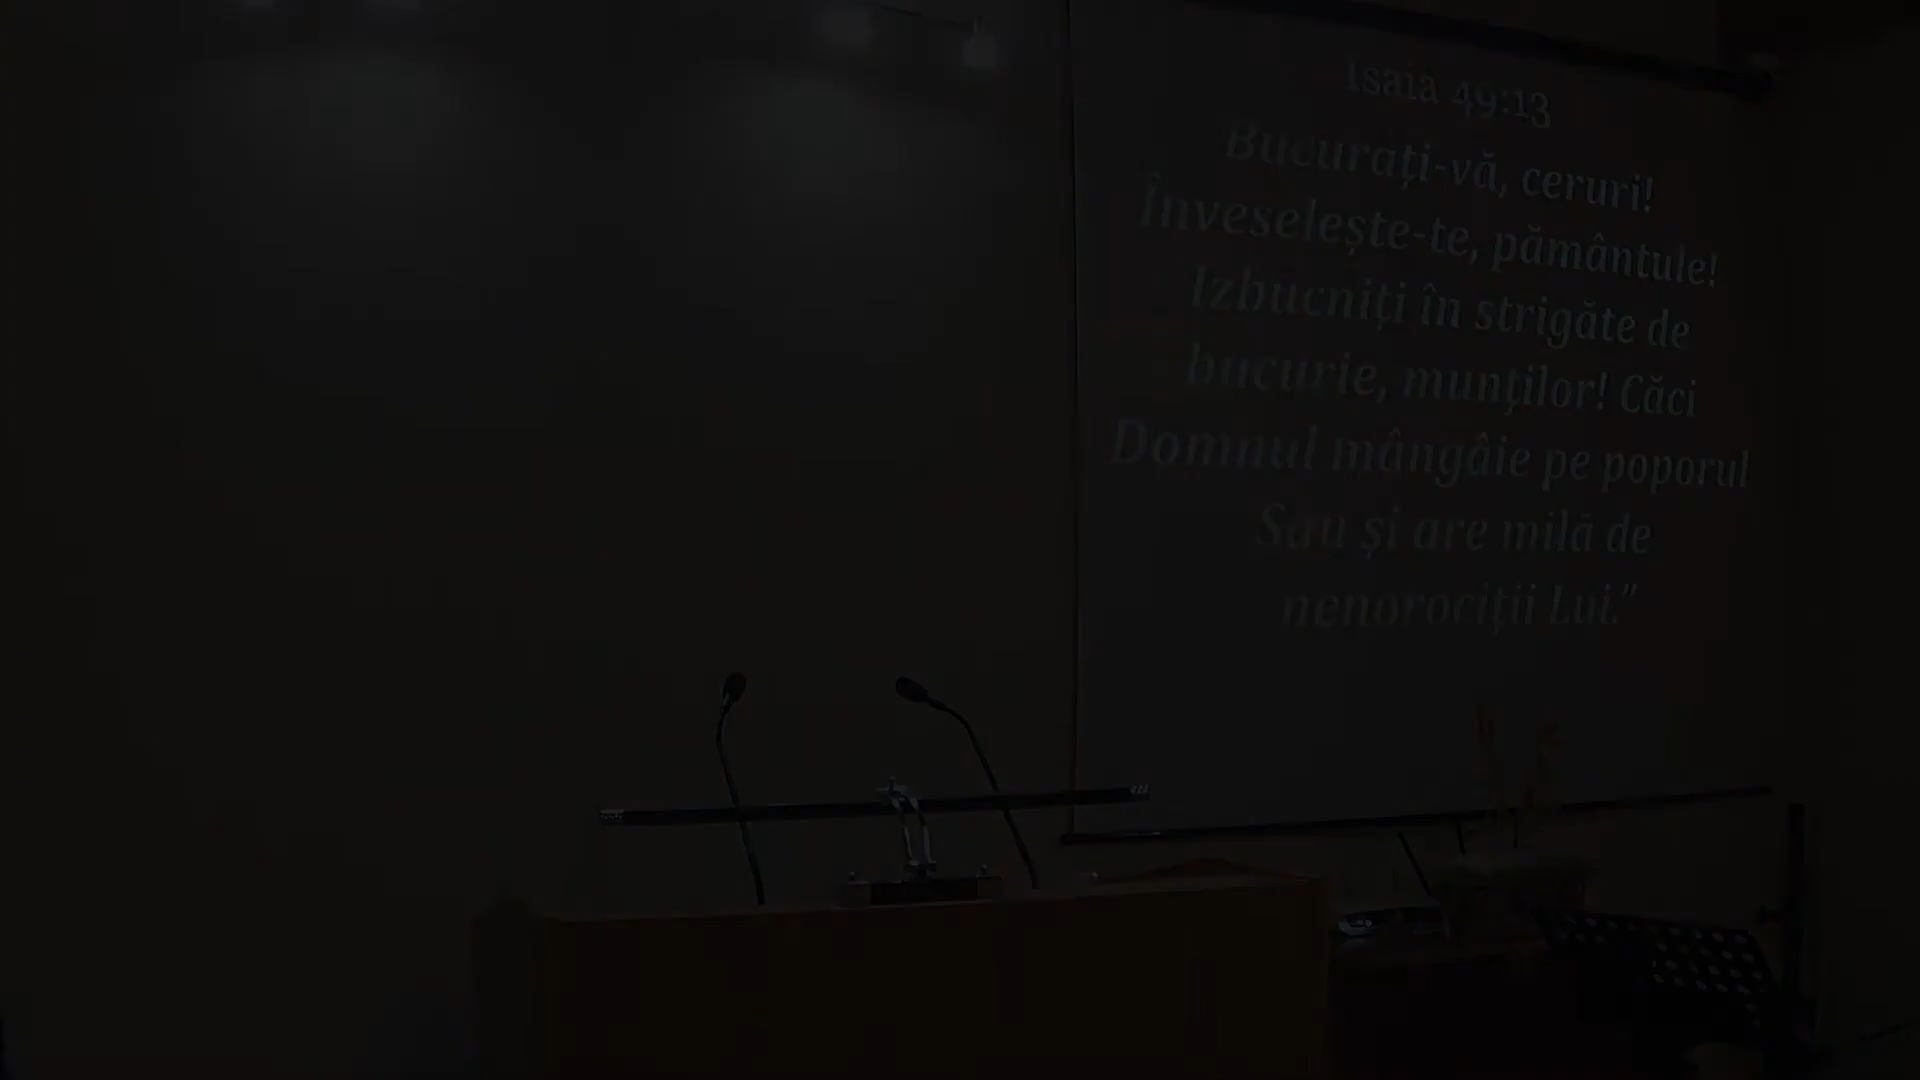 Isaia 49:13
Bucurați-vă, ceruri!
Înveselește-te, pământule!
Izbucniți în strigăte de
bucurie, munților! Căci
Domnul mângâie pe poporul
Său și are milă de
nenorociții Lui.”